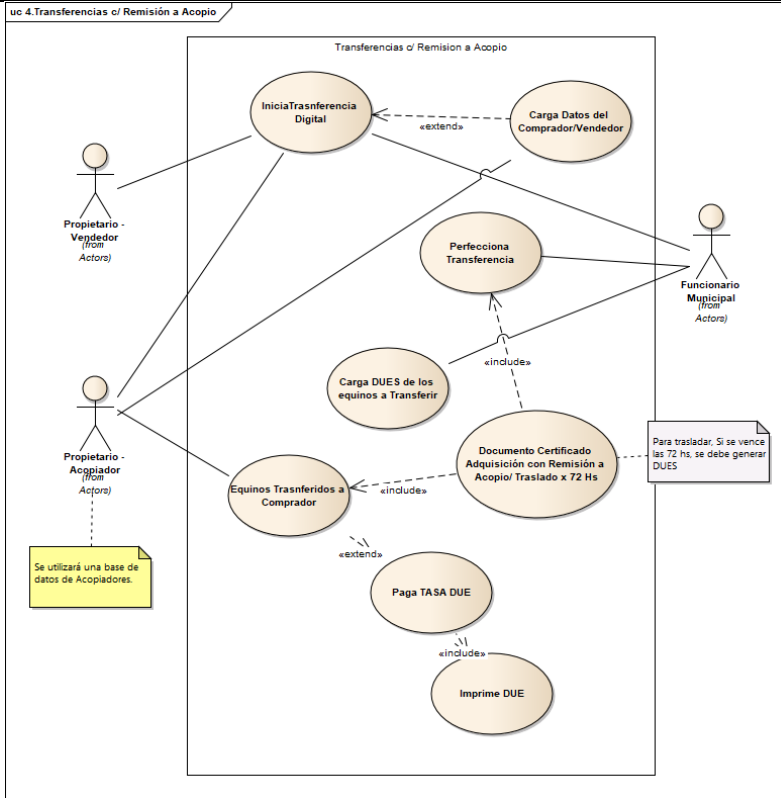 uc 4.Transferencias c/ Remisión a Acopio
Transferencias c/ Remision a Acopio
IniciaTrasnferencia
Digital
«extend»
Carga Datos del
Comprador/Vendedor
Propietario -
Vendedor
(from
Actors)
Perfecciona
Transferencia
Funcionario
Municipal
(from
Actors)
«include»
Carga DUES de los
equinos a Transferir
Propietario -
Acopiador
(from
Actors)
Documento Certificado
Adquisición con Remisión a
Acopio/ Traslado x 72 Hs
Para trasladar, Si se vence
las 72 hs, se debe generar
DUES
Equinos Trasnferidos a
Comprador
«include»
«extend»
Se utilizará una base de
datos de Acopiadores.
Paga TASA DUE
«include»
Imprime DUE